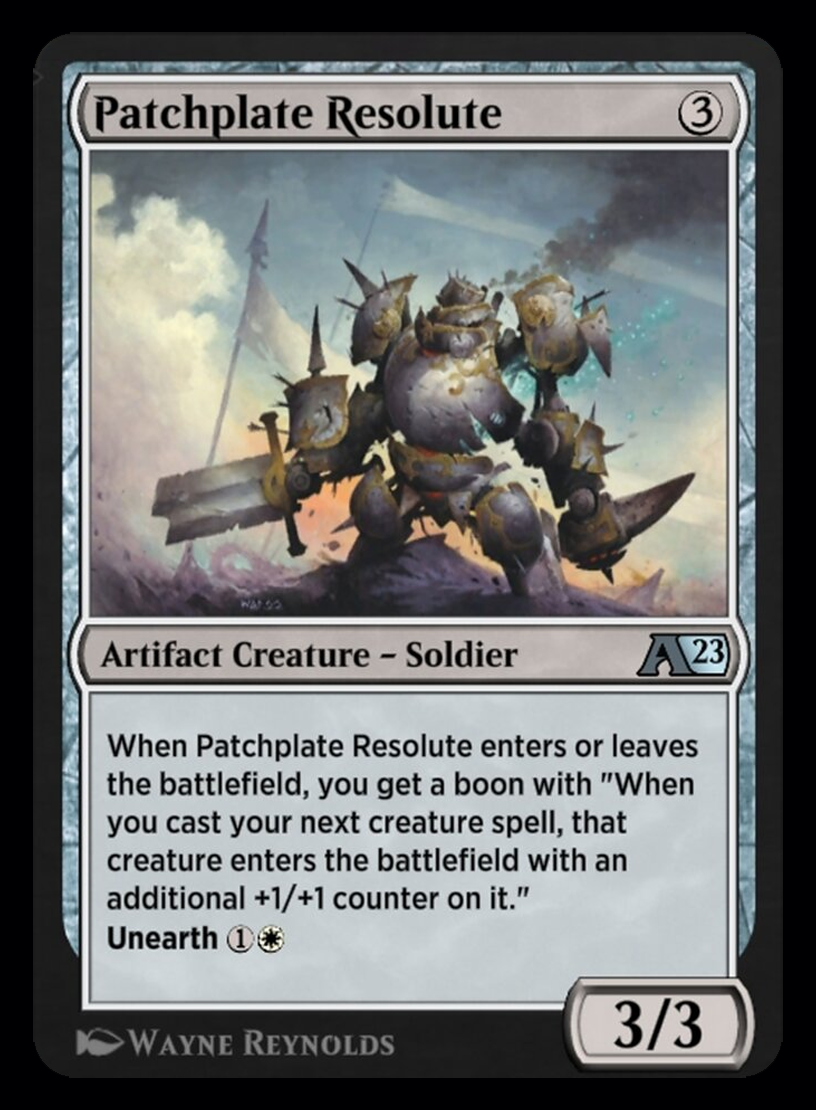 Patchplate Resolute 3
Artifact Creature – Soldier A23
When Patchplate Resolute enters or leaves
the battlefield, you get a boon with "When
you cast your next creature spell, that
creature enters the battlefield with an
additional +1/+1 counter on it."
Unearth 1
3/3
Wayne Reynolds